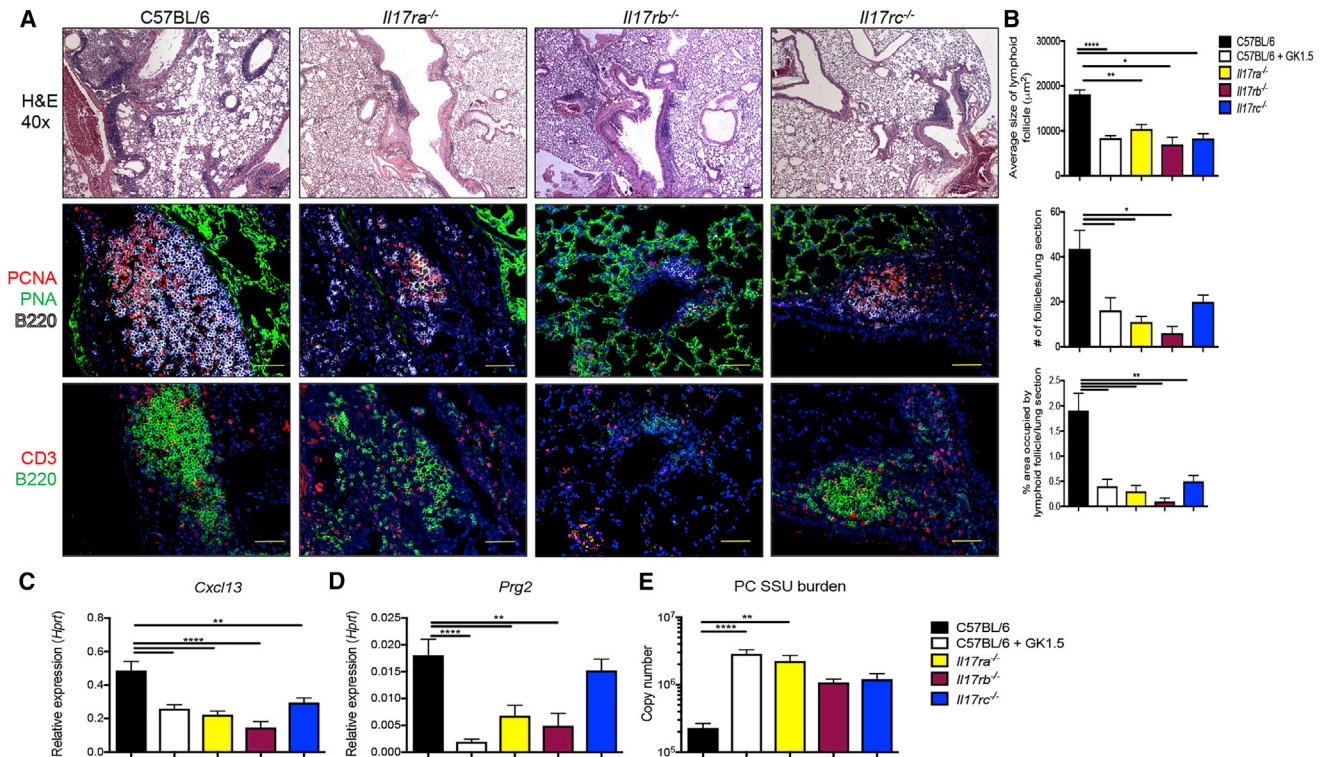 A
C57BL/6
Il17ra-/-
Il17rb-/-
Il17rc-/-
H&E
40x
PCNA
PNA
B220
CD3
B220
B
Average size of lymphoid
follicle (μm²)
30000
20000
10000
0
****
*
**
C57BL/6
C57BL/6 + GK1.5
Il17ra-/-
Il17rb-/-
Il17rc-/-
# of follicles/lung section
60
40
20
0
*
% area occupied by
lymphoid follicle/lung section
2.5
2.0
1.5
1.0
0.5
0.0
**
C
Cxcl13
Relative expression (Hprt)
0.8
0.6
0.4
0.2
0.0
**
****
D
Prg2
Relative expression (Hprt)
0.025
0.020
0.015
0.010
0.005
0.000
**
****
E
PC SSU burden
Copy number
10⁷
10⁶
10⁵
**
****
C57BL/6
C57BL/6 + GK1.5
Il17ra-/-
Il17rb-/-
Il17rc-/-